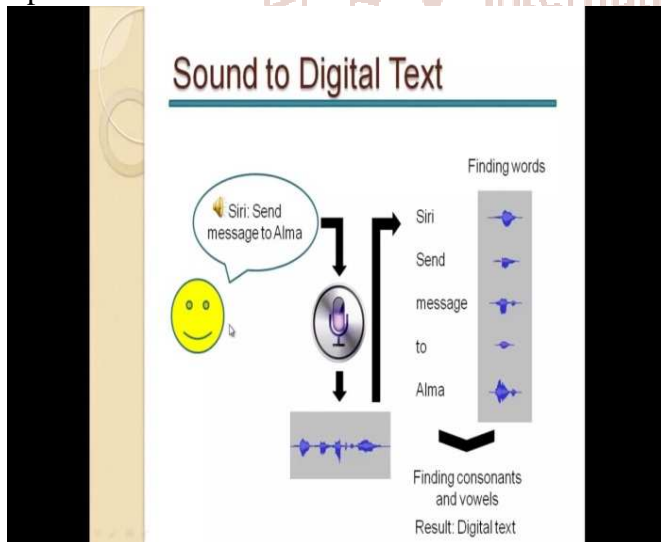 Sound to Digital Text
Siri: Send
message to Alma
Finding words
Siri
Send
message
to
Alma
Finding consonants
and vowels
Result: Digital text